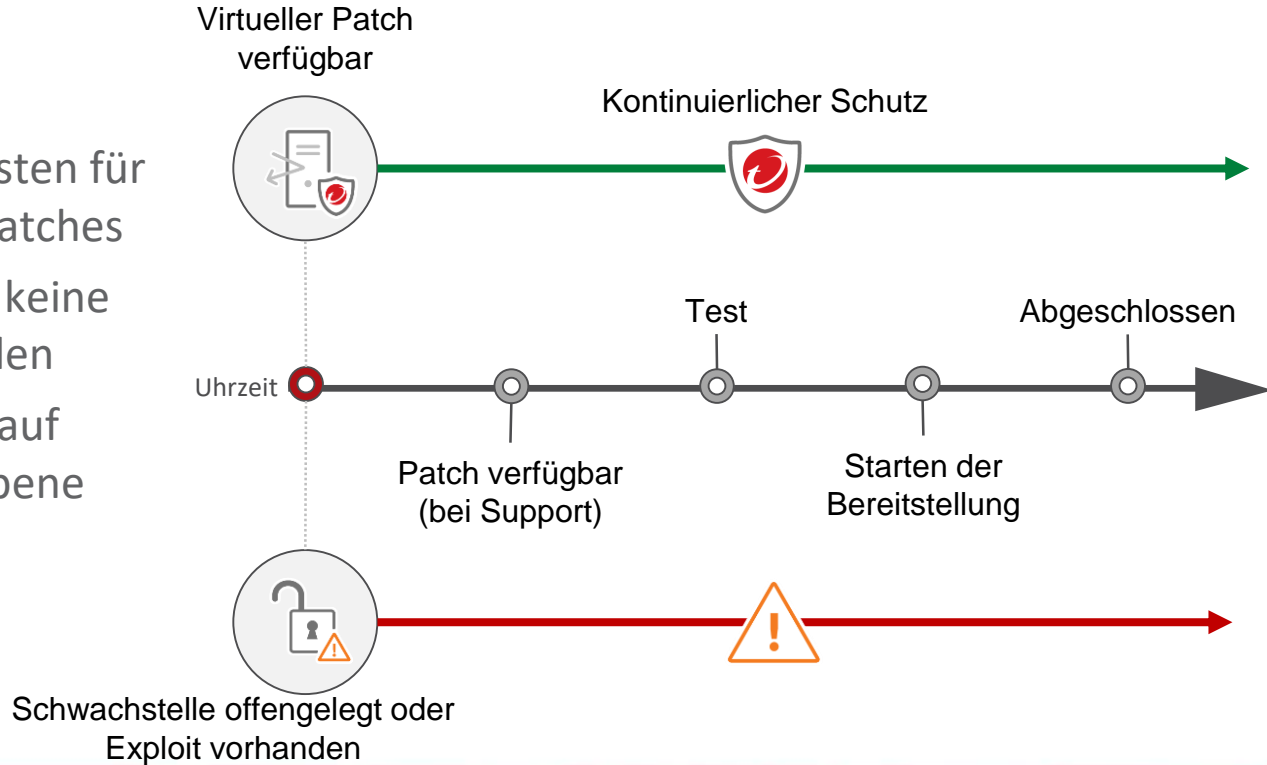 Virtueller Patch
verfügbar
Kontinuierlicher Schutz
sten für
atches
keine
den
auf
bene
Test
Abgeschlossen
Uhrzeit
Patch verfügbar
(bei Support)
Starten der
Bereitstellung
Schwachstelle offengelegt oder
Exploit vorhanden